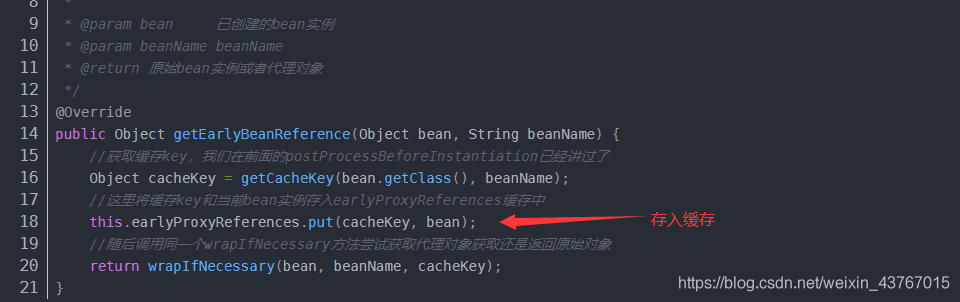 8 *
9 * @param bean 已创建的bean实例
10 * @param beanName beanName
11 * @return 原始bean实例或者代理对象
12 */
13 @Override
14 public Object getEarlyBeanReference(Object bean, String beanName) {
15 //获取缓存key，我们在前面的postProcessBeforeInstantiation已经讲过了
16 Object cacheKey = getCacheKey(bean.getClass(), beanName);
17 //这里将缓存key和当前bean实例存入earlyProxyReferences缓存中
18 this.earlyProxyReferences.put(cacheKey, bean); 存入缓存
19 //随后调用同一个wrapIfNecessary方法尝试获取代理对象获取还是返回原始对象
20 return wrapIfNecessary(bean, beanName, cacheKey);
21 }
https://blog.csdn.net/weixin_43767015